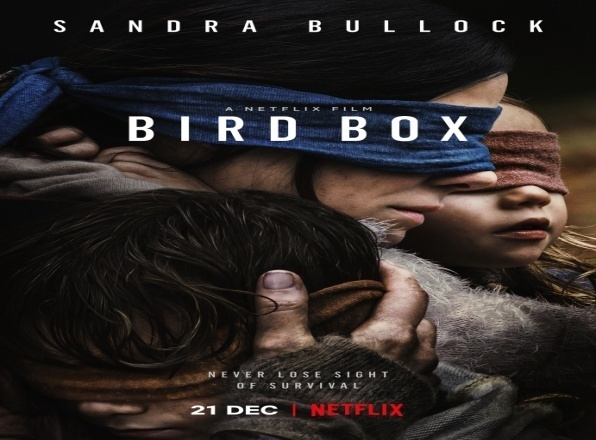 SANDRA BULLOCK
A NETFLIX FILM
BIRD BOX
NEVER LOSE SIGHT
OF SURVIVAL
21 DEC | NETFLIX